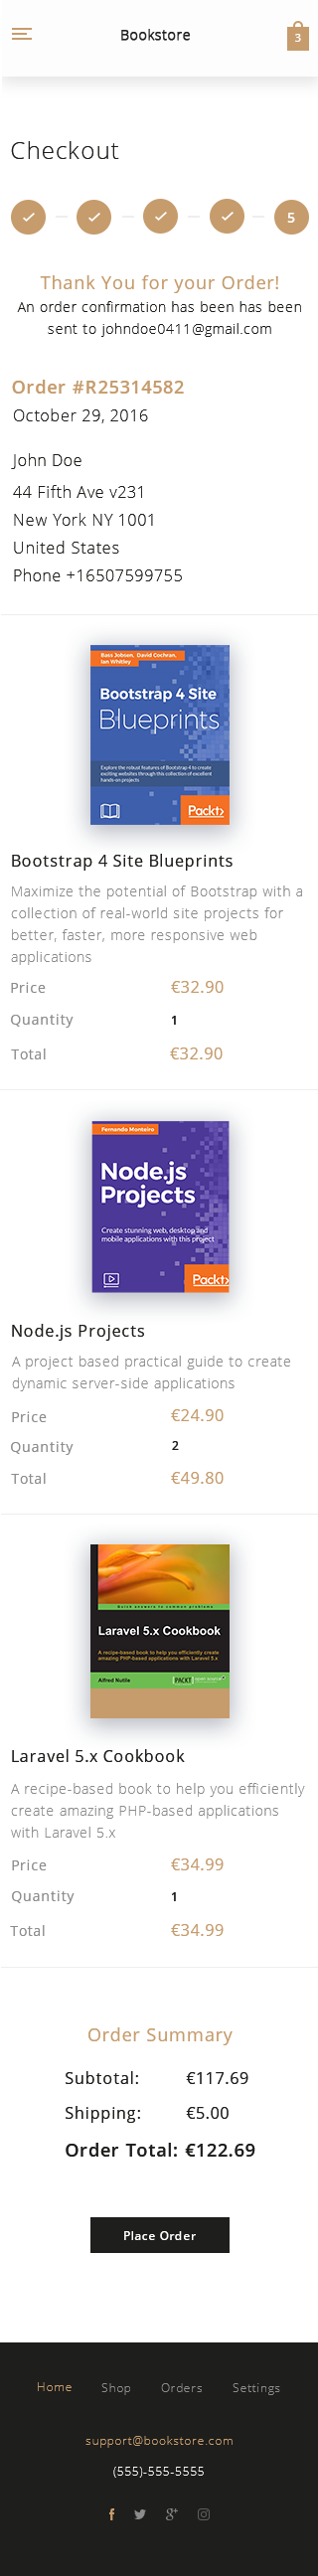 Bookstore
3
Checkout
5
Thank You for your Order!
An order confirmation has been has been
sent to johndoe0411@gmail.com
Order #R25314582
October 29, 2016
John Doe
44 Fifth Ave v231
New York NY 1001
United States
Phone +16507599755
Bass Jobsen, David Cochran,
Ian Whitley
Bootstrap 4 Site
Blueprints
Explore the robust features of Bootstrap 4 to create
exciting websites through this collection of excellent
hands-on projects
Packt>
Bootstrap 4 Site Blueprints
Maximize the potential of Bootstrap with a
collection of real-world site projects for
better, faster, more responsive web
applications
Price €32.90
Quantity 1
Total €32.90
Fernando Monteiro
Node.js
Projects
Create stunning web, desktop and
mobile applications with this project
Packt>
Node.js Projects
A project based practical guide to create
dynamic server-side applications
Price €24.90
Quantity 2
Total €49.80
Quick answers to common problems
Laravel 5.x Cookbook
A recipe-based book to help you efficiently create
amazing PHP-based applications with Laravel 5.x
Alfred Nutile PACKT
Laravel 5.x Cookbook
A recipe-based book to help you efficiently
create amazing PHP-based applications
with Laravel 5.x
Price €34.99
Quantity 1
Total €34.99
Order Summary
Subtotal: €117.69
Shipping: €5.00
Order Total: €122.69
Place Order
Home Shop Orders Settings
support@bookstore.com
(555)-555-5555